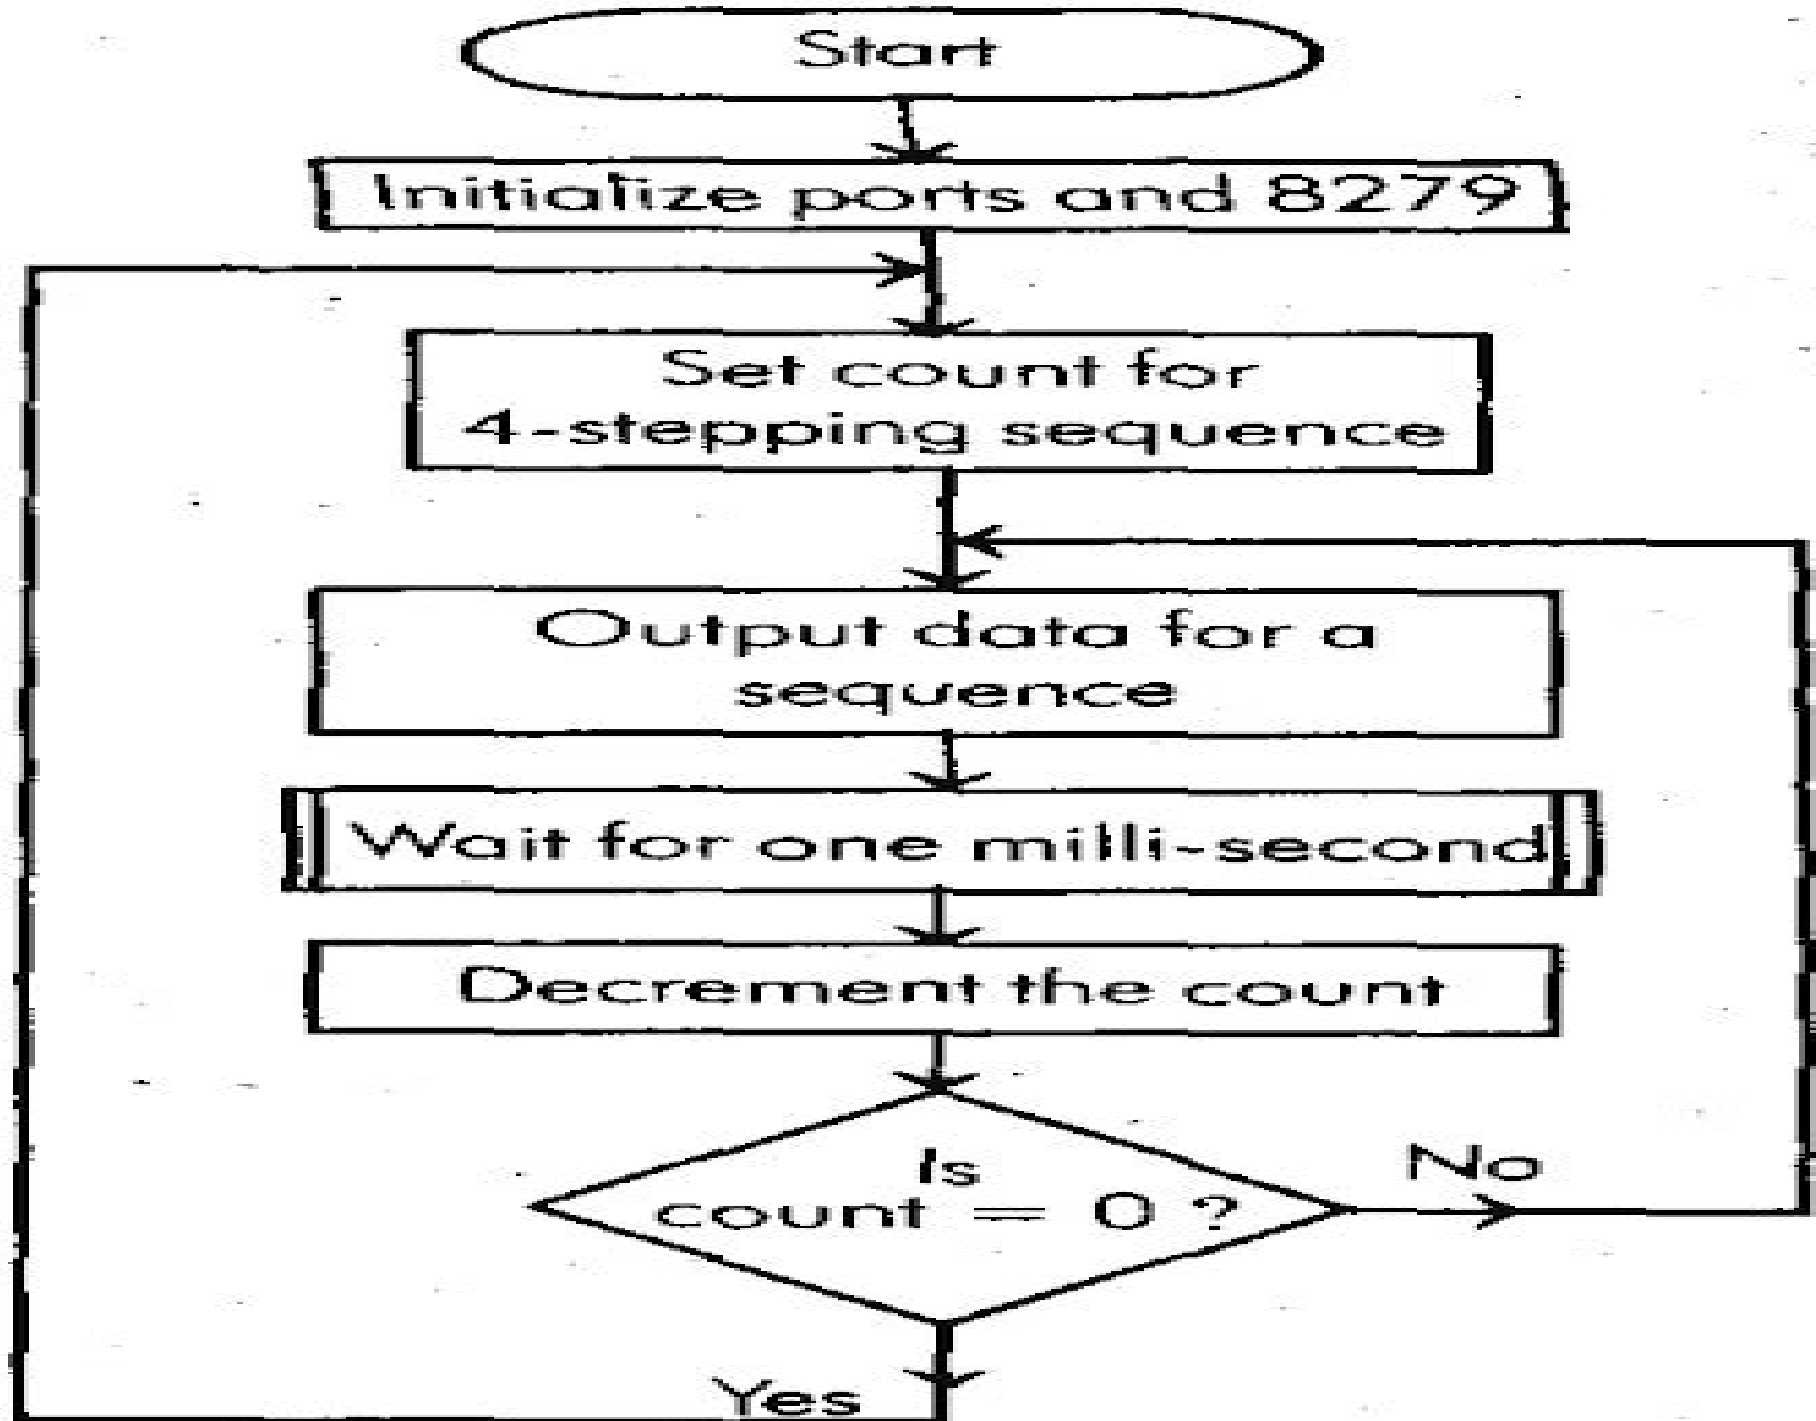 Start
Initialize ports and 8279
Set count for
4-stepping sequence
Output data for a
sequence
Wait for one milli-second
Decrement the count
Is
count = 0 ?
No
Yes